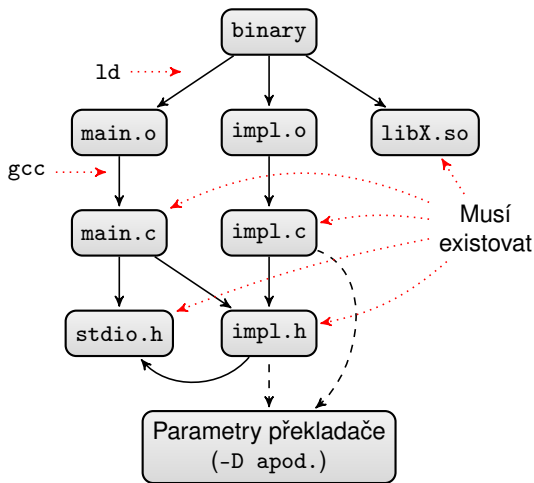 binary
ld
main.o
impl.o
libX.so
gcc
main.c
impl.c
Musí
existovat
stdio.h
impl.h
Parametry překladače
(-D apod.)